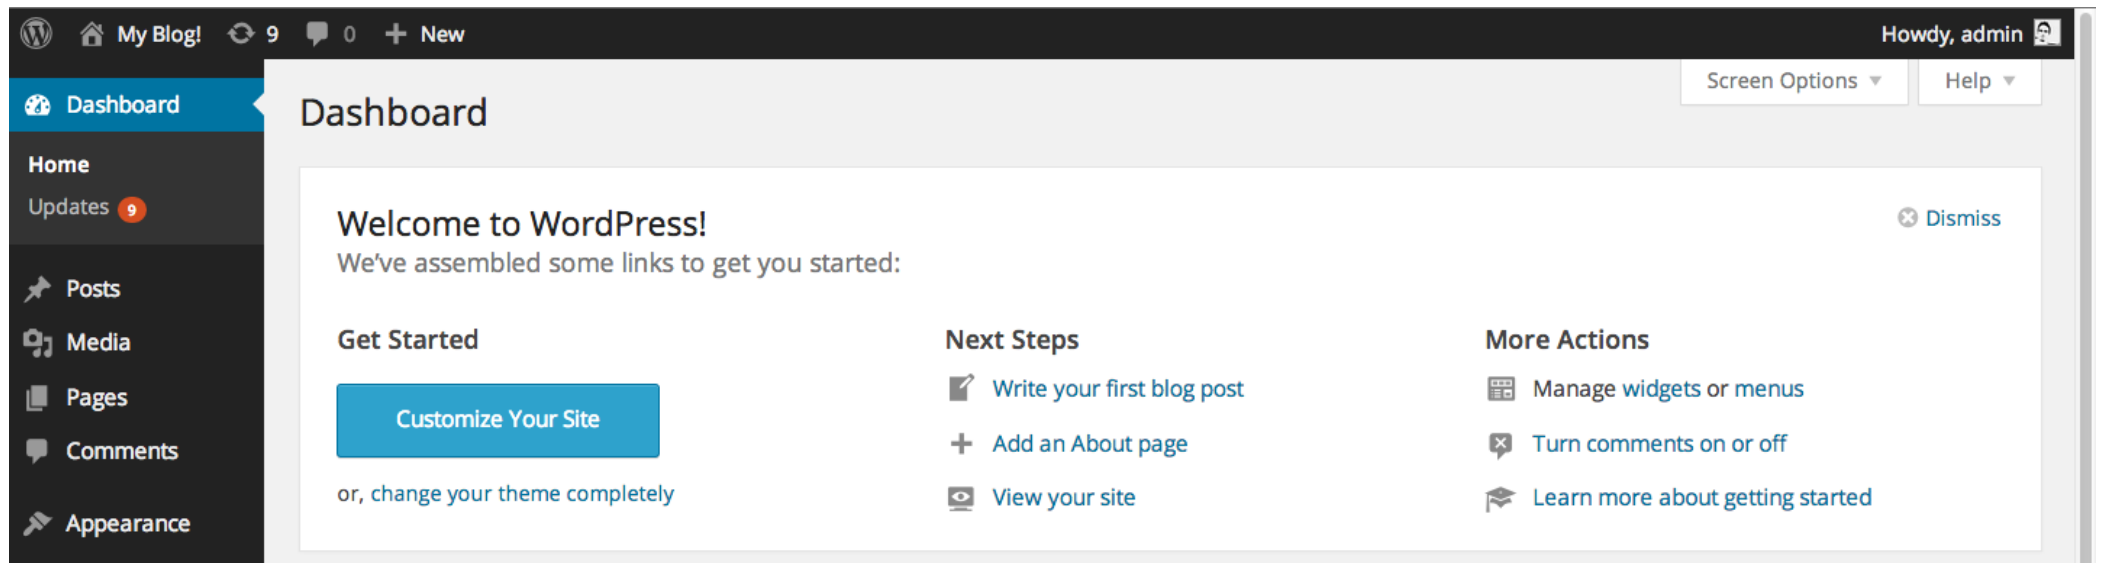 My Blog! 9 0 New Howdy, admin
Screen Options Help
Dashboard
Home
Updates 9
Posts
Media
Pages
Comments
Appearance
Dashboard
Welcome to WordPress!
Dismiss
We've assembled some links to get you started:
Get Started
Customize Your Site
or, change your theme completely
Next Steps
Write your first blog post
Add an About page
View your site
More Actions
Manage widgets or menus
Turn comments on or off
Learn more about getting started